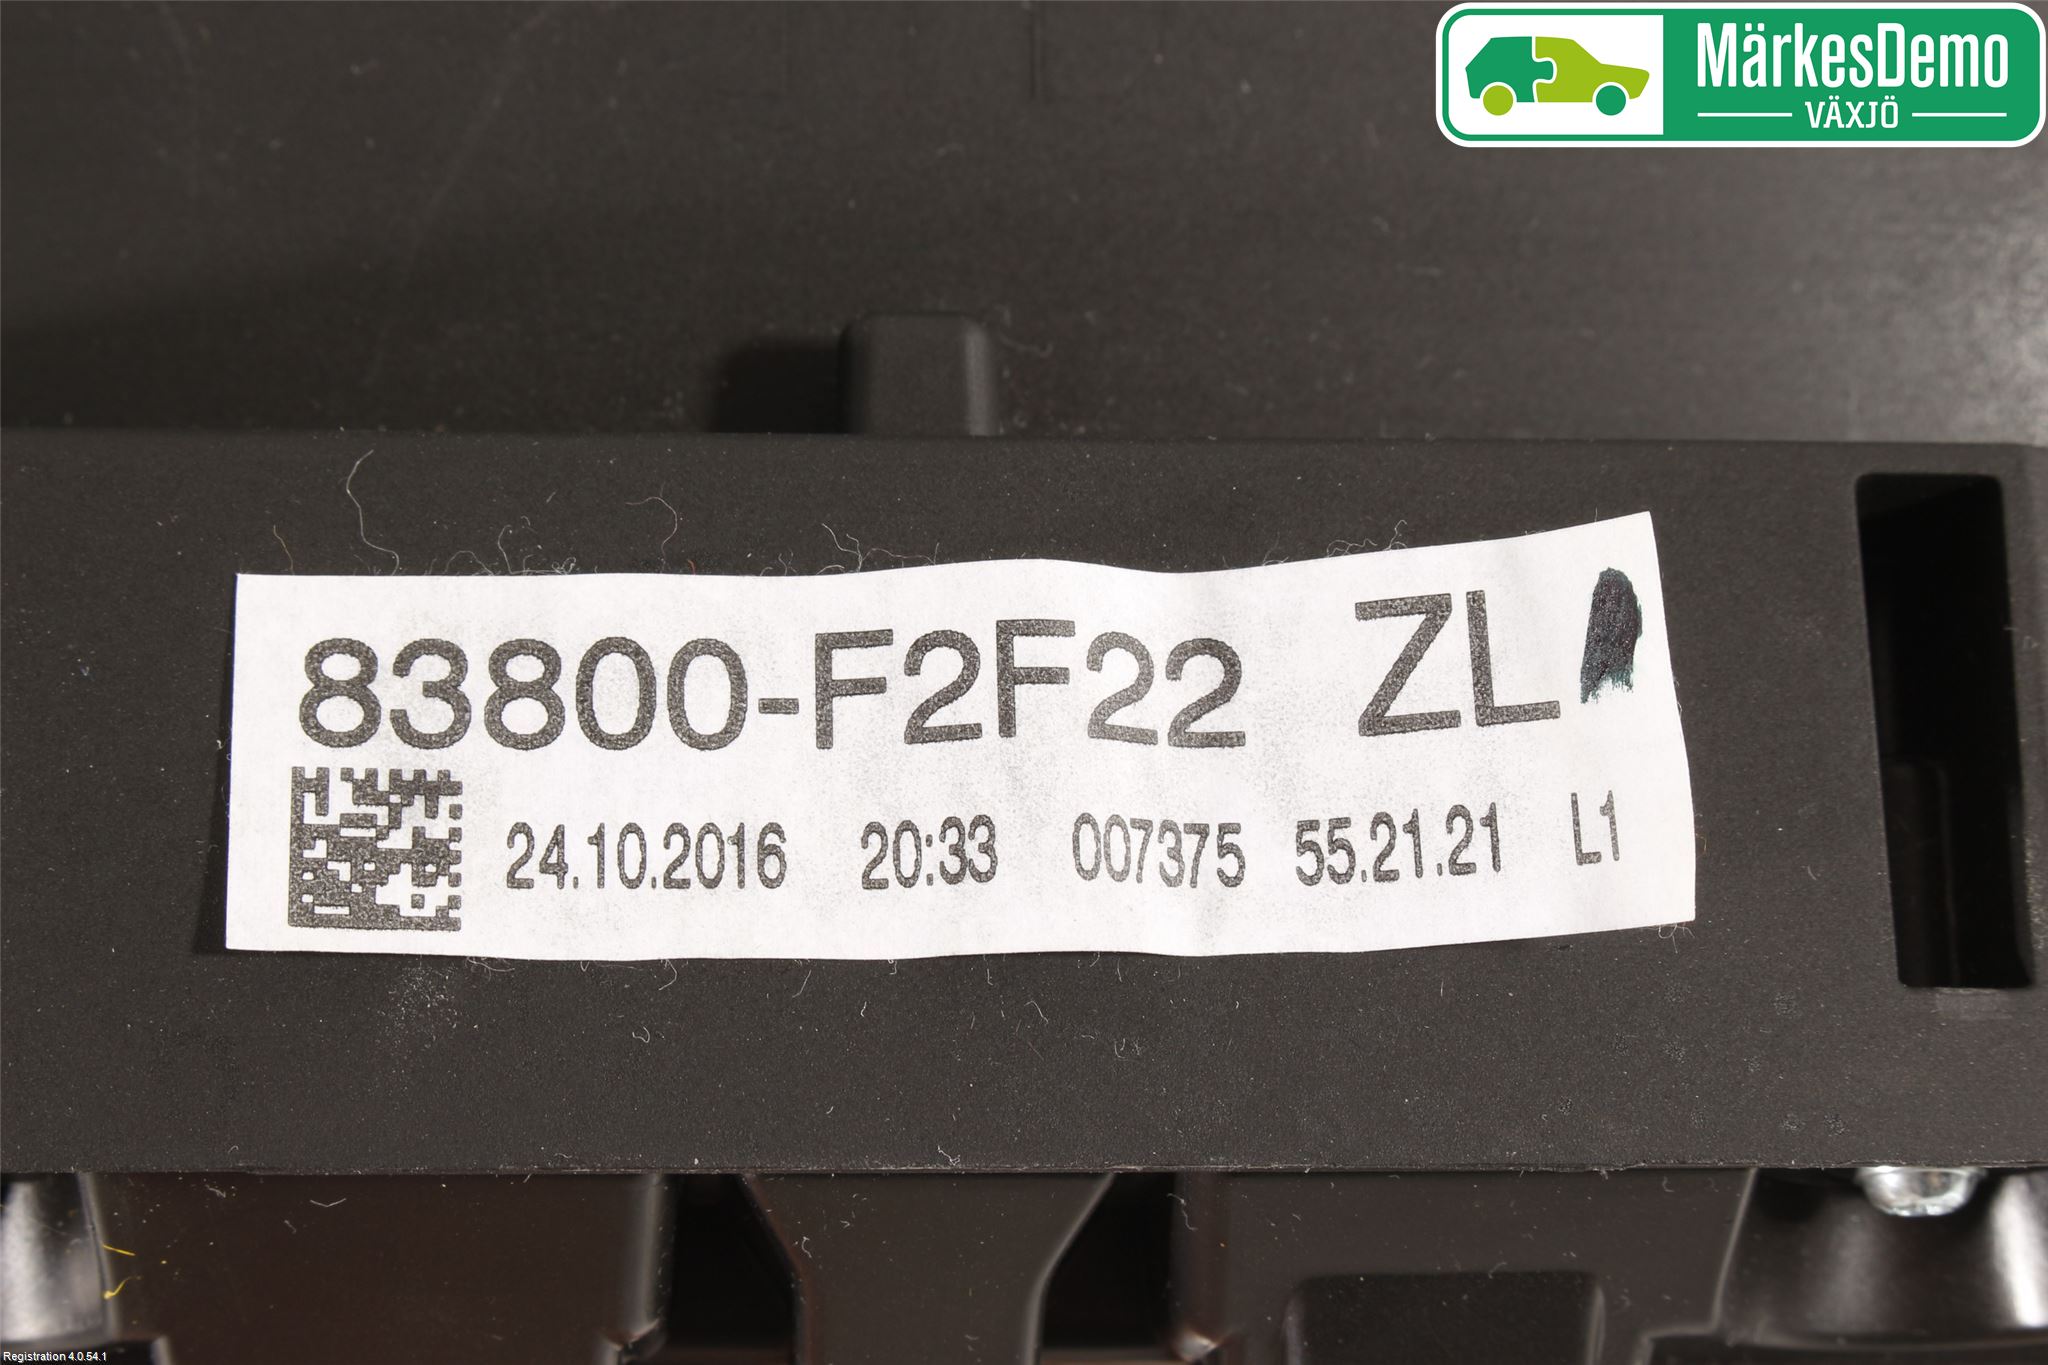 MärkesDemo
VÄXJÖ
83800-F2F22 ZL
24.10.2016 20:33 007375 55.21.21 L1
Registration 4.0.54.1